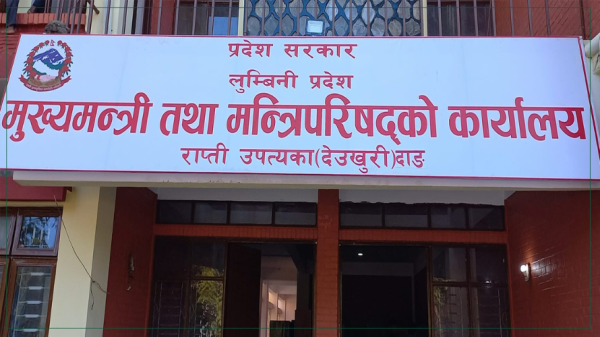 प्रदेश सरकार
लुम्बिनी प्रदेश
मुख्यमन्त्री तथा मन्त्रिपरिषद्को कार्यालय
राप्ती उपत्यका(देउखुरी)दाङ